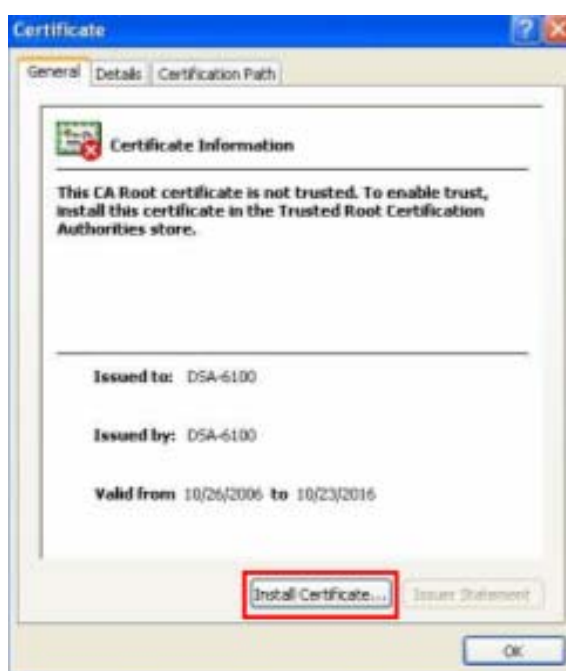 Certificate
General Details Certification Path
Certificate Information
This CA Root certificate is not trusted. To enable trust,
install this certificate in the Trusted Root Certification
Authorities store.
Issued to: DSA-6100
Issued by: DSA-6100
Valid from 10/26/2006 to 10/23/2016
Install Certificate... Issuer Statement
OK